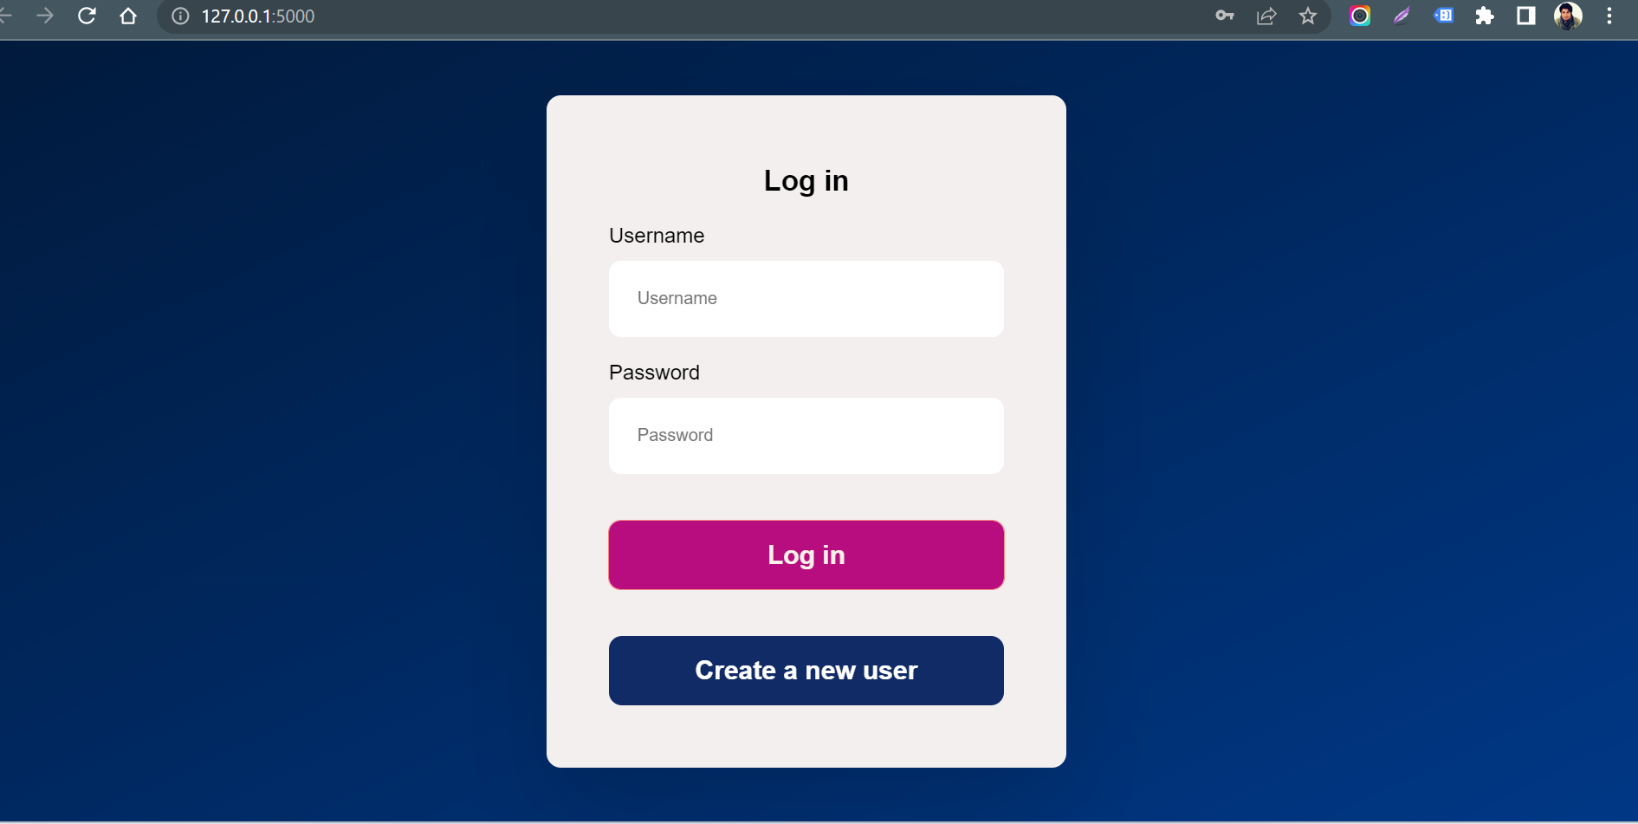 127.0.0.1:5000
Log in
Username
Username
Password
Password
Log in
Create a new user